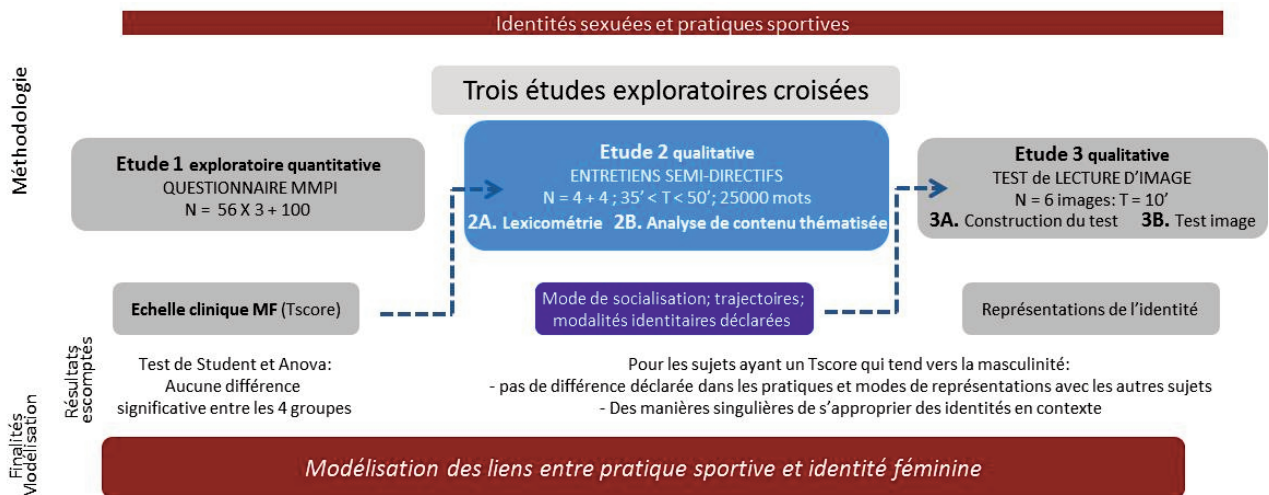 Identités sexuées et pratiques sportives
Méthodologie
Trois études exploratoires croisées
Etude 1 exploratoire quantitative
QUESTIONNAIRE MMPI
N = 56 X 3 + 100
Etude 2 qualitative
ENTRETIENS SEMI-DIRECTIFS
N = 4 + 4 ; 35' < T < 50'; 25000 mots
2A. Lexicométrie 2B. Analyse de contenu thématisée
Etude 3 qualitative
TEST de LECTURE D'IMAGE
N = 6 images: T = 10'
3A. Construction du test 3B. Test image
Echelle clinique MF (Tscore)
Mode de socialisation; trajectoires;
modalités identitaires déclarées
Représentations de l'identité
Résultats
escomptes
Test de Student et Anova:
Aucune différence
significative entre les 4 groupes
Pour les sujets ayant un Tscore qui tend vers la masculinité:
- pas de différence déclarée dans les pratiques et modes de représentations avec les autres sujets
- Des manières singulières de s'approprier des identités en contexte
Finalités
Modélisation
Modélisation des liens entre pratique sportive et identité féminine